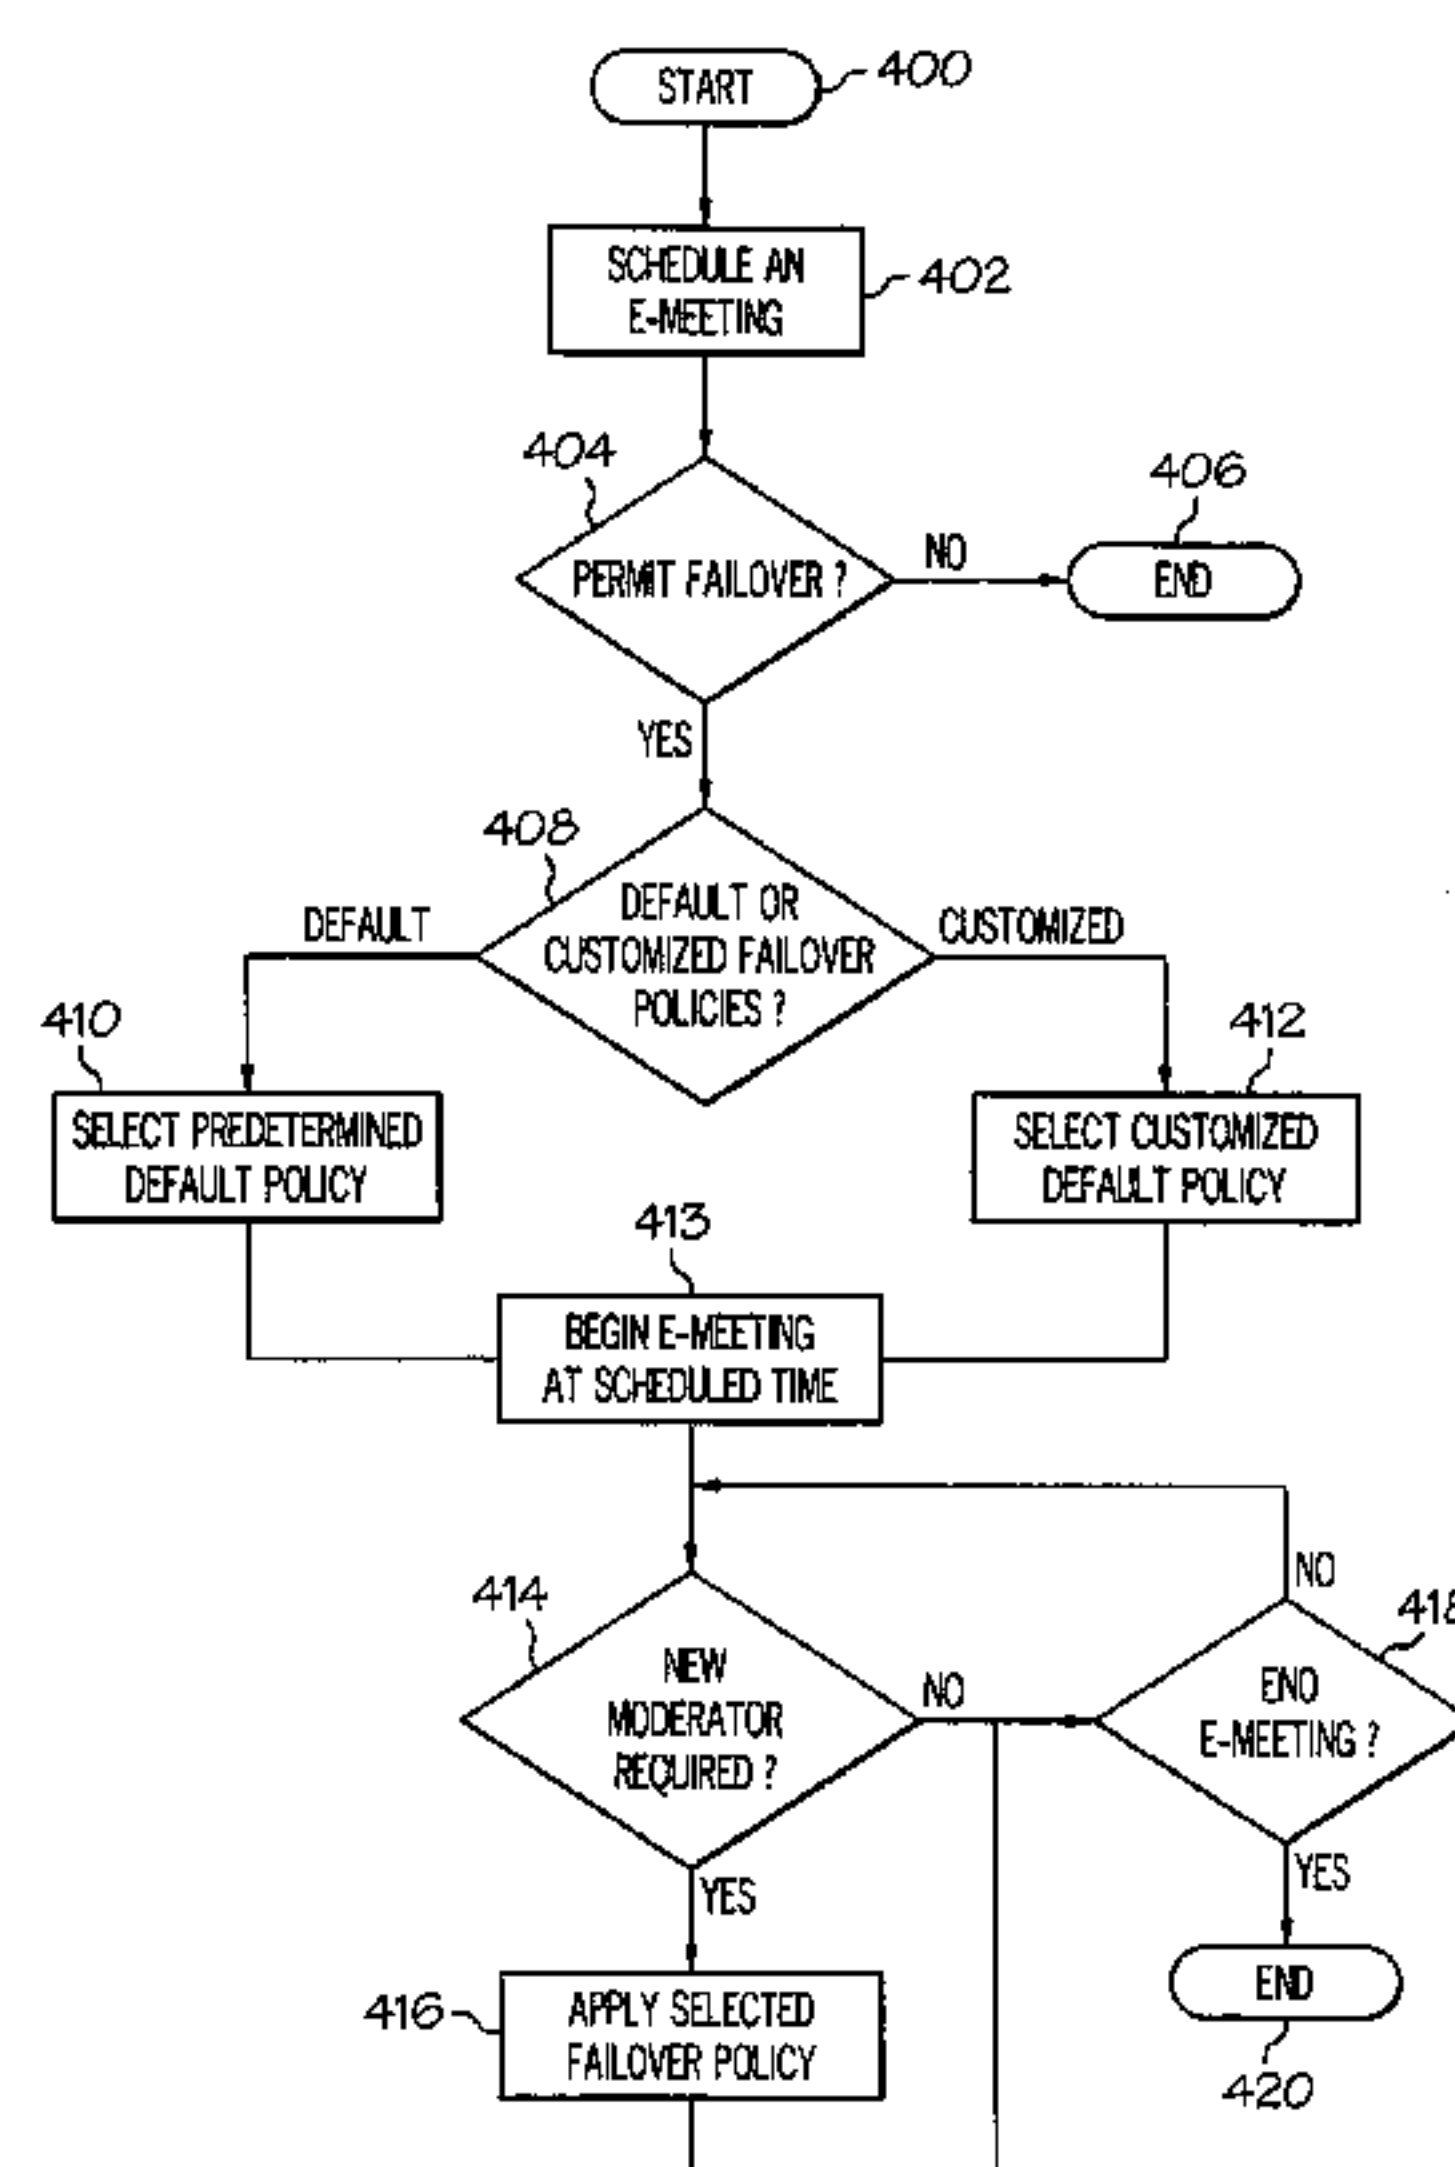 START
400
SCHEDULE AN
E-MEETING
402
404
PERMIT FAILOVER ?
NO
406
END
YES
408
DEFAULT OR
CUSTOMIZED FAILOVER
POLICIES ?
DEFAULT
CUSTOMIZED
410
SELECT PREDETERMINED
DEFAULT POLICY
412
SELECT CUSTOMIZED
DEFAULT POLICY
413
BEGIN E-MEETING
AT SCHEDULED TIME
414
NEW
MODERATOR
REQUIRED ?
NO
NO
418
END
E-MEETING ?
YES
YES
416
APPLY SELECTED
FAILOVER POLICY
END
420